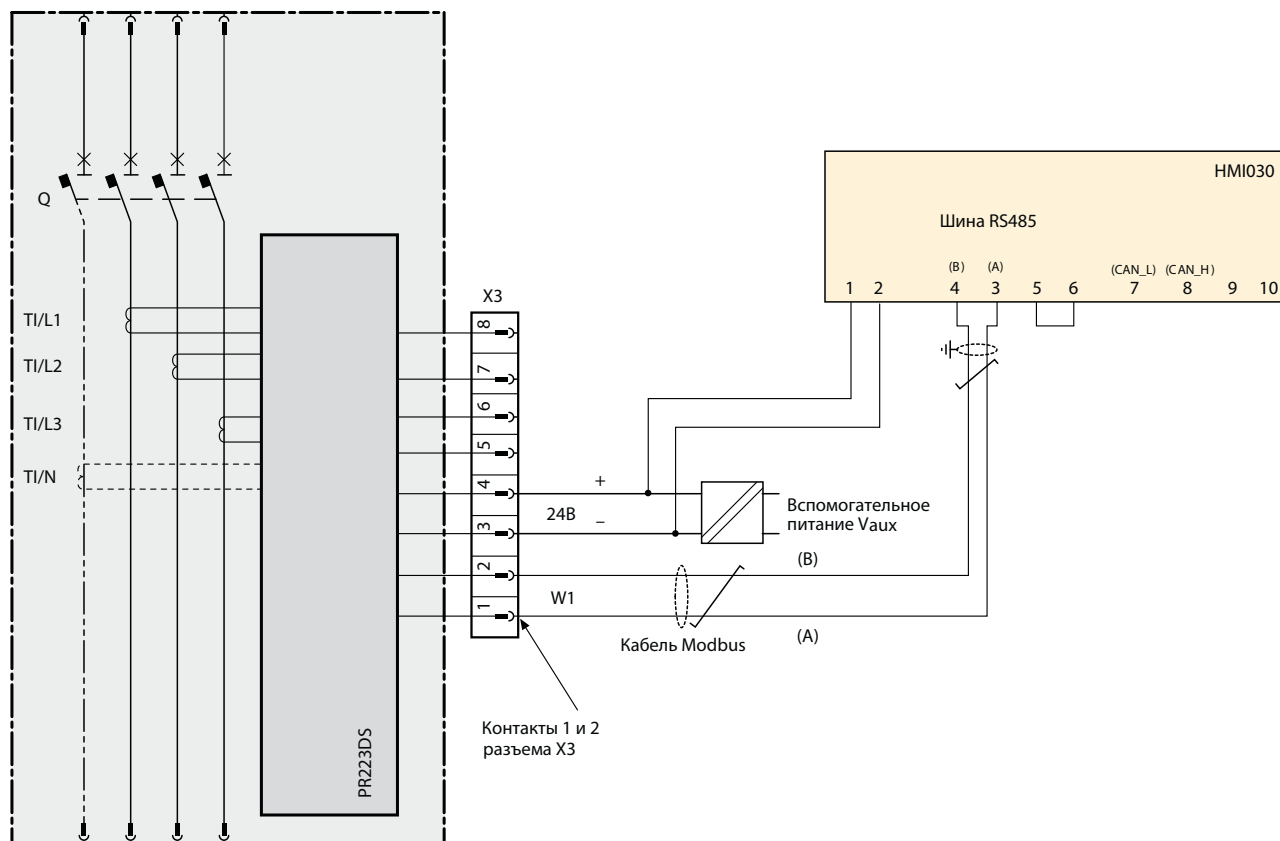 HMI030
Шина RS485
(B) (A) (CAN_L) (CAN_H)
1 2 4 3 5 6 7 8 9 10
Q
X3
8
7
6
5
4
3
2
1
TI/L1
TI/L2
TI/L3
TI/N
PR223DS
+
24В
–
Вспомогательное
питание Vaux
(B)
W1
(A)
Кабель Modbus
Контакты 1 и 2
разъема X3